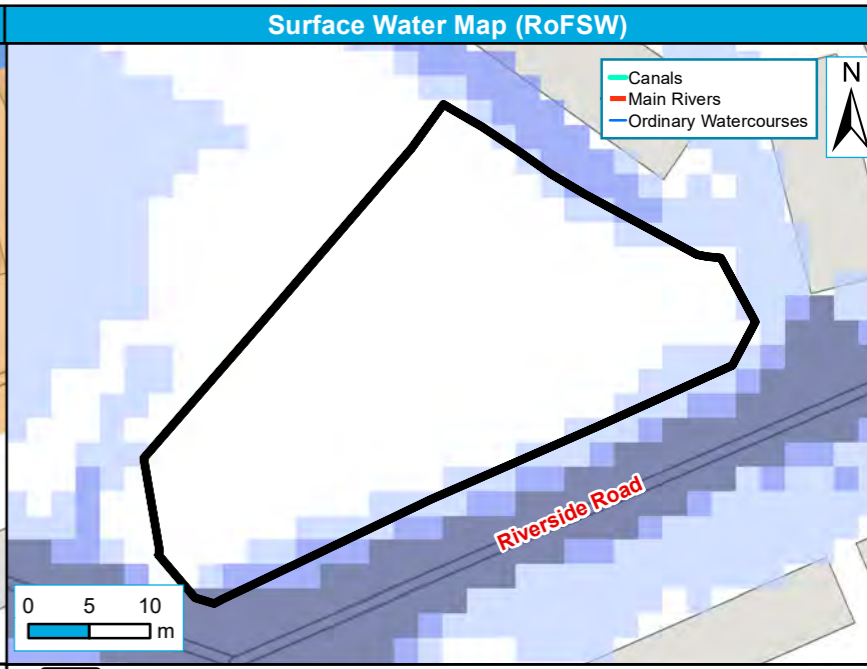 Surface Water Map (RoFSW)
Canals
Main Rivers
Ordinary Watercourses
N
Riverside Road
0 5 10
m